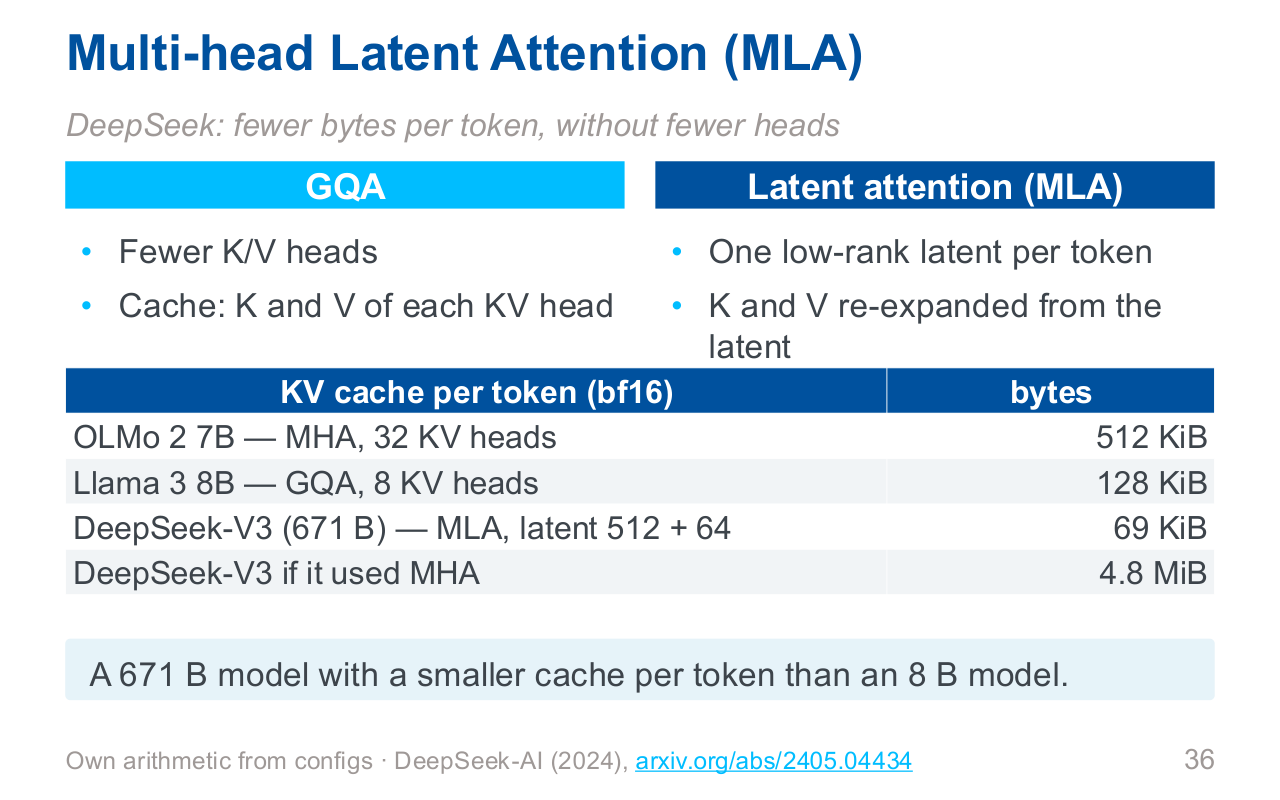 Multi-head Latent Attention (MLA)
DeepSeek: fewer bytes per token, without fewer heads
GQA
• Fewer K/V heads
• Cache: K and V of each KV head
Latent attention (MLA)
• One low-rank latent per token
• K and V re-expanded from the
latent
KV cache per token (bf16) bytes
OLMo 2 7B — MHA, 32 KV heads 512 KiB
Llama 3 8B — GQA, 8 KV heads 128 KiB
DeepSeek-V3 (671 B) — MLA, latent 512 + 64 69 KiB
DeepSeek-V3 if it used MHA 4.8 MiB
A 671 B model with a smaller cache per token than an 8 B model.
Own arithmetic from configs · DeepSeek-AI (2024), arxiv.org/abs/2405.04434 36